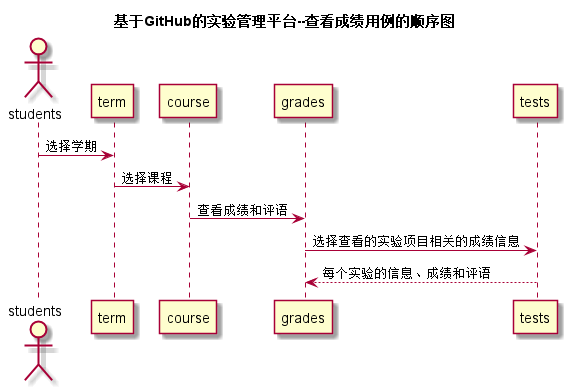 基于GitHub的实验管理平台--查看成绩用例的顺序图
students
term
course
grades
tests
选择学期
选择课程
查看成绩和评语
选择查看的实验项目相关的成绩信息
每个实验的信息、成绩和评语
students
term
course
grades
tests